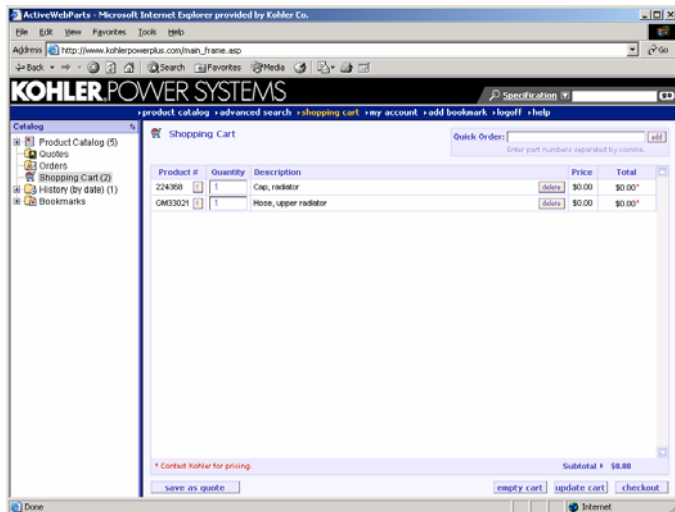 ActiveWebParts - Microsoft Internet Explorer provided by Kohler Co.
File Edit View Favorites Tools Help
Address http://www.kohlerpowerplus.com/main_frame.asp Go
Back Search Favorites Media
KOHLER.POWER SYSTEMS
Specification
product catalog advanced search shopping cart my account add bookmark logoff help
Catalog
Product Catalog (5)
Quotes
Orders
Shopping Cart (2)
History (by date) (1)
Bookmarks
Shopping Cart
Quick Order: add
Enter part numbers separated by comma.
Product # Quantity Description Price Total
224368 1 Cap, radiator delete $0.00 $0.00*
GM33021 1 Hose, upper radiator delete $0.00 $0.00*
* Contact Kohler for pricing.
Subtotal $0.00
save as quote empty cart update cart checkout
Done Internet